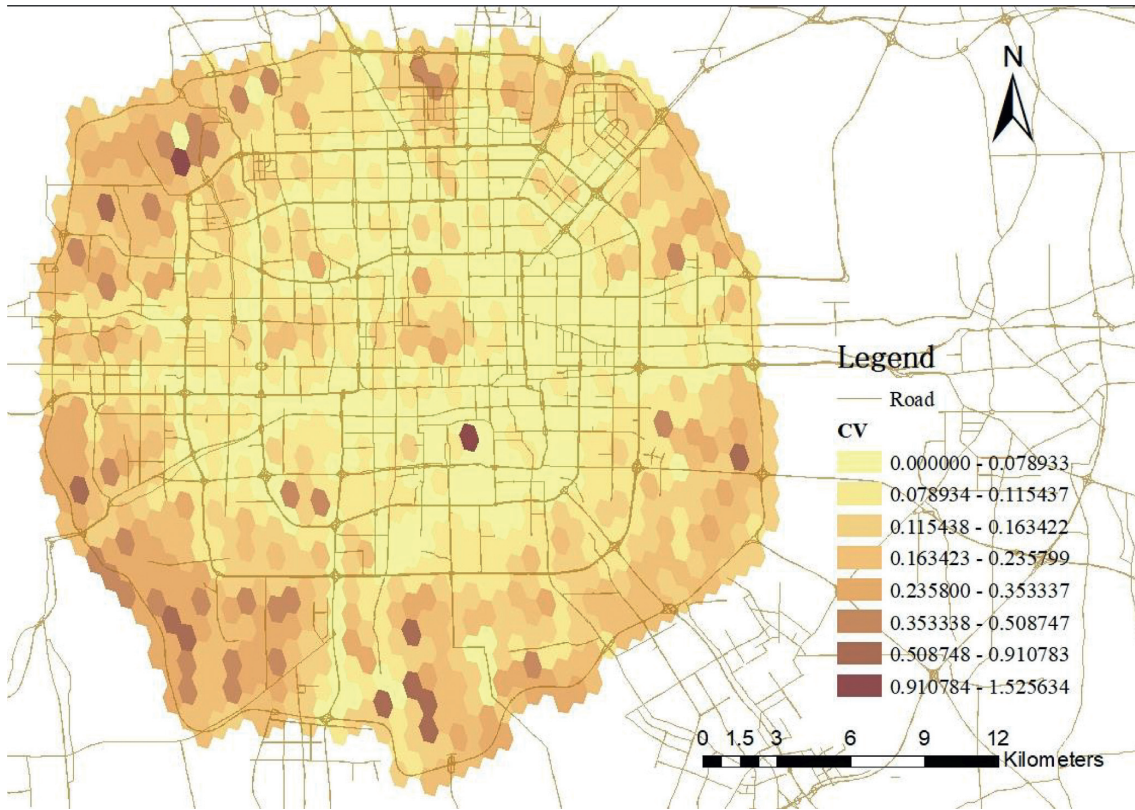 N
Legend
Road
CV
0.000000 - 0.078933
0.078934 - 0.115437
0.115438 - 0.163422
0.163423 - 0.235799
0.235800 - 0.353337
0.353338 - 0.508747
0.508748 - 0.910783
0.910784 - 1.525634
0 1.5 3 6 9 12
Kilometers